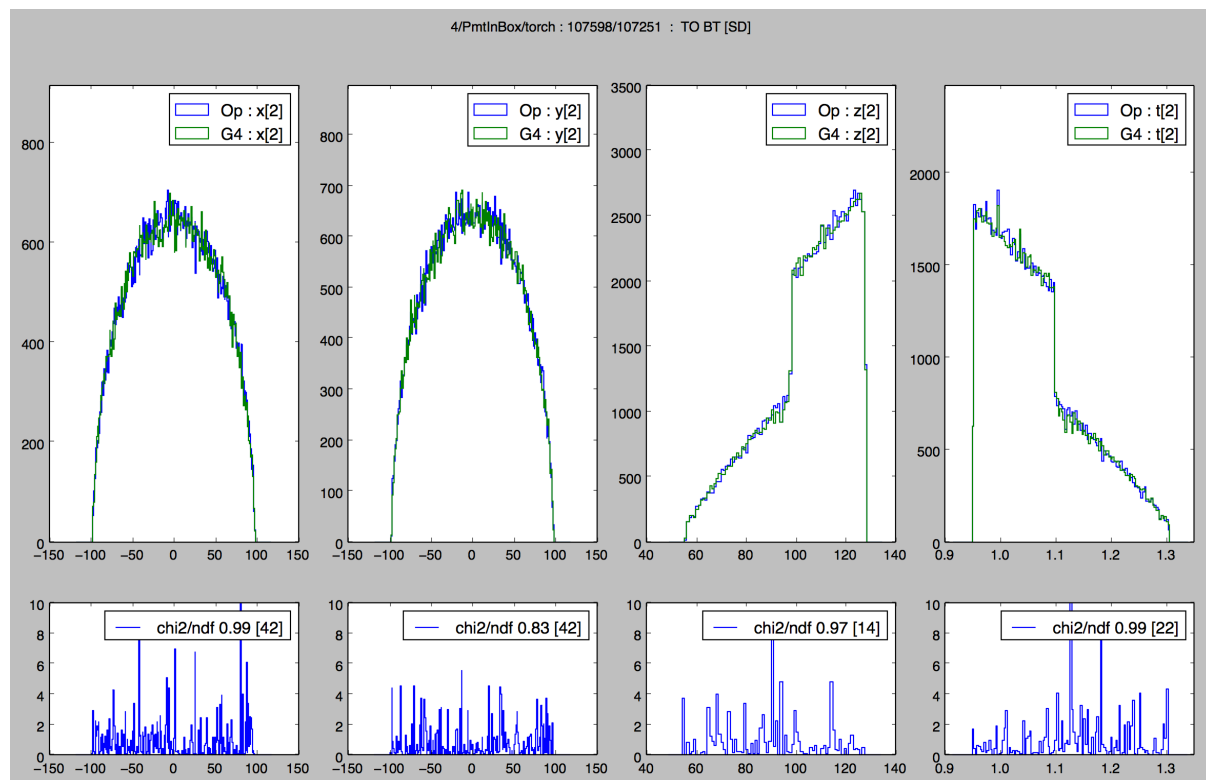 4/PmtInBox/torch : 107598/107251 : TO BT [SD]
Op : x[2]
G4 : x[2]
800
600
400
200
0
−150 −100 −50 0 50 100 150
Op : y[2]
G4 : y[2]
800
700
600
500
400
300
200
100
0
−150 −100 −50 0 50 100 150
Op : z[2]
G4 : z[2]
3500
3000
2500
2000
1500
1000
500
0
40 60 80 100 120 140
Op : t[2]
G4 : t[2]
2000
1500
1000
500
0
0.9 1.0 1.1 1.2 1.3
chi2/ndf 0.99 [42]
10
8
6
4
2
0
−150 −100 −50 0 50 100 150
chi2/ndf 0.83 [42]
10
8
6
4
2
0
−150 −100 −50 0 50 100 150
chi2/ndf 0.97 [14]
10
8
6
4
2
0
40 60 80 100 120 140
chi2/ndf 0.99 [22]
10
8
6
4
2
0
0.9 1.0 1.1 1.2 1.3